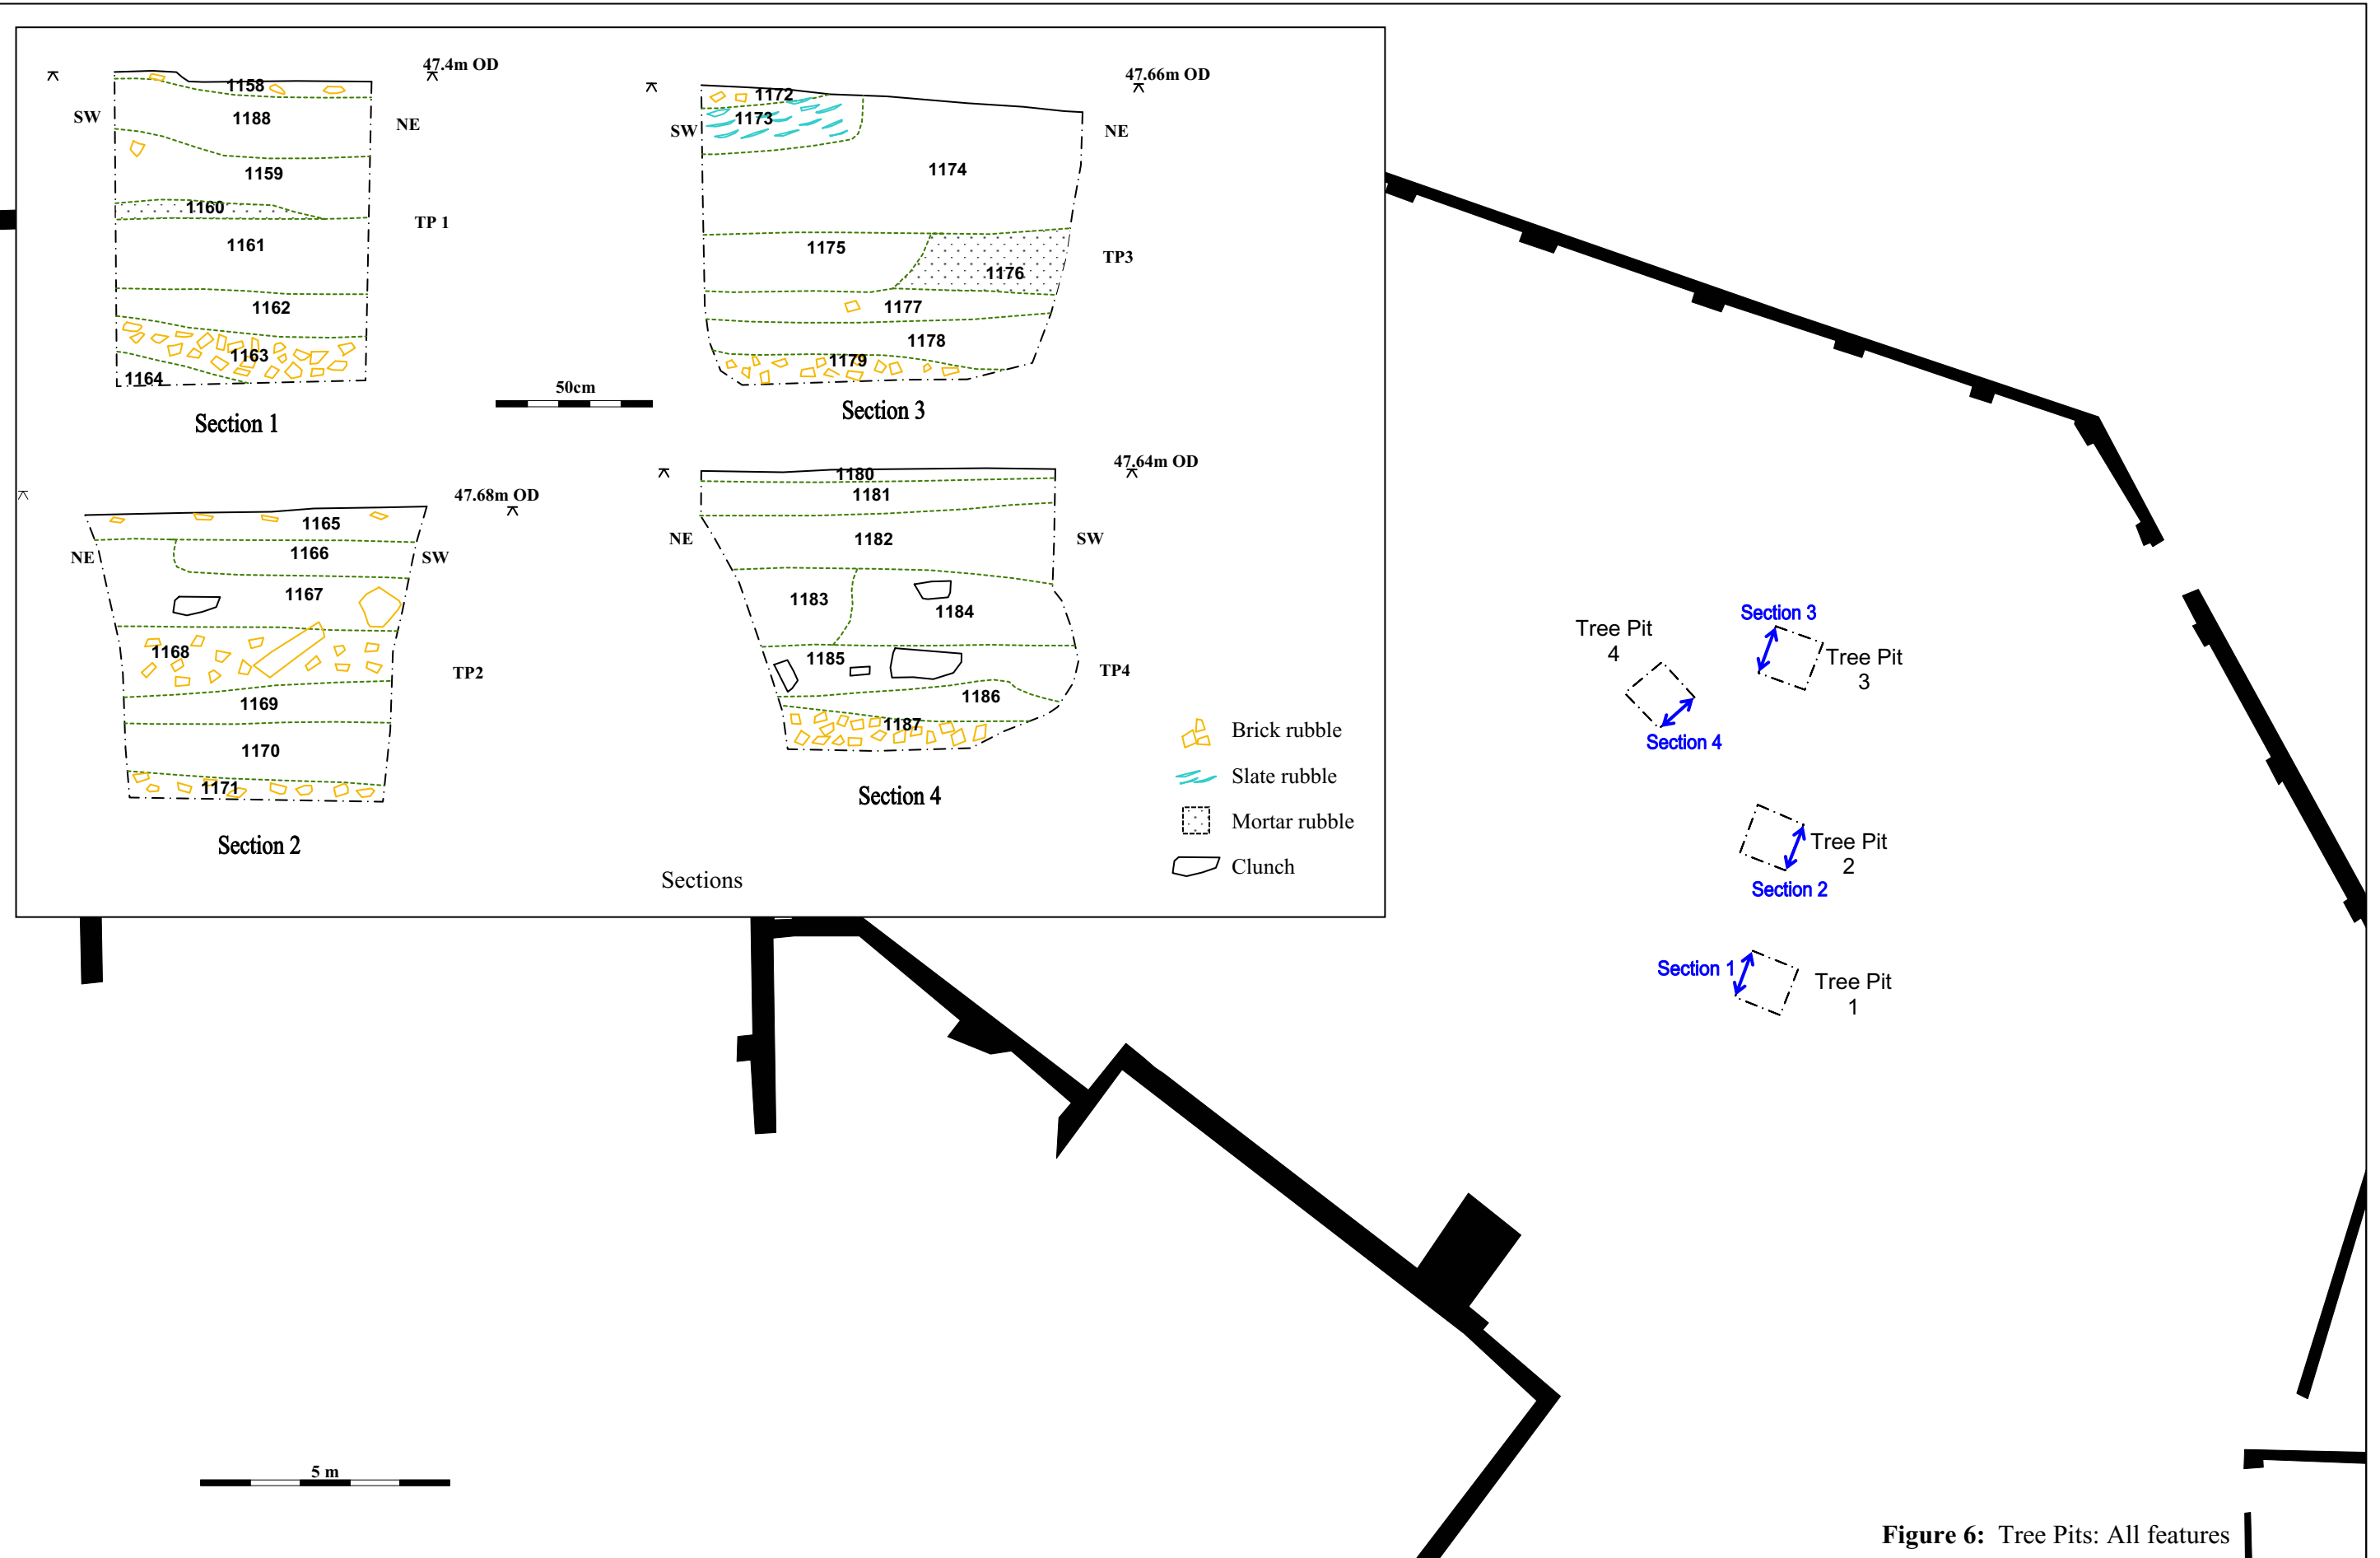 47.4m OD
SW
NE
1158
1188
1159
1160
TP 1
1161
1162
1163
1164
Section 1
50cm
47.66m OD
SW
NE
1172
1173
1174
1175
1176
TP3
1177
1178
1179
Section 3
47.68m OD
NE
SW
1165
1166
1167
1168
TP2
1169
1170
1171
Section 2
47.64m OD
NE
SW
1180
1181
1182
1183
1184
1185
TP4
1186
1187
Section 4
Brick rubble
Slate rubble
Mortar rubble
Clunch
Sections
Section 3
Tree Pit
4
Tree Pit
3
Section 4
Tree Pit
2
Section 2
Section 1
Tree Pit
1
5 m
Figure 6: Tree Pits: All features